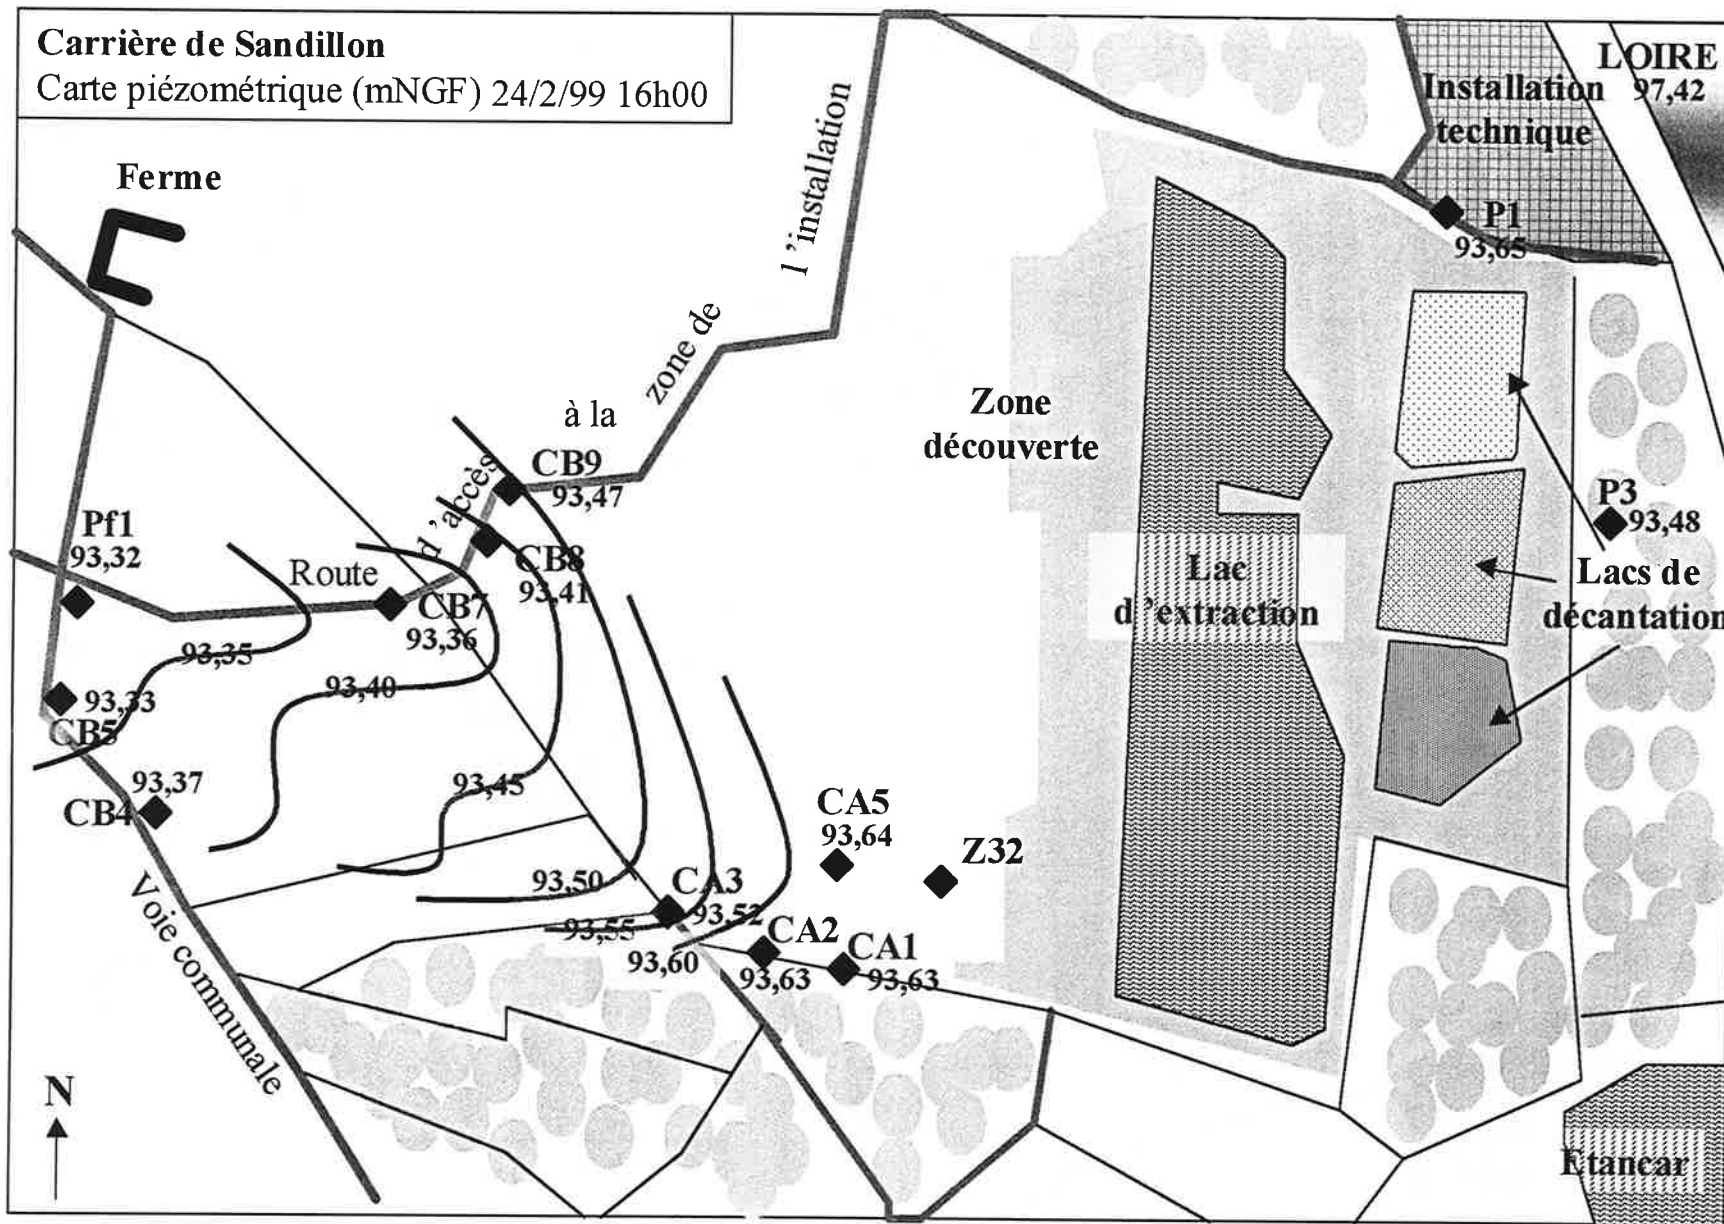 Carrière de Sandillon
Carte piézométrique (mNGF) 24/2/99 16h00
LOIRE
97,42
Installation
technique
P1
93,65
Ferme
Route
d’accès
à la
zone de
l’installation
CB9
93,47
CB8
93,41
CB7
93,36
Pf1
93,32
93,33
CB5
93,37
CB4
93,35
93,40
93,45
93,50
93,55
93,60
Zone
découverte
Lac
d’extraction
P3
93,48
Lacs de
décantation
CA5
93,64
Z32
CA3
93,52
CA2
93,63
CA1
93,63
Voie communale
N
Etancar